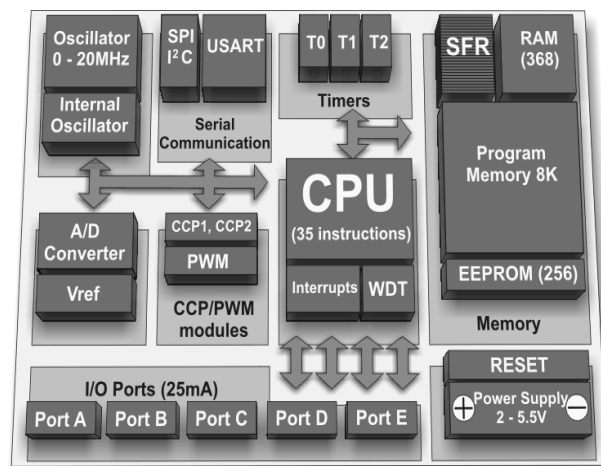 Oscillator
0 - 20MHz
Internal
Oscillator
SPI
I²C
USART
Serial
Communication
T0 T1 T2
Timers
SFR
RAM
(368)
Program
Memory 8K
EEPROM (256)
Memory
CPU
(35 instructions)
Interrupts
WDT
A/D
Converter
Vref
CCP1, CCP2
PWM
CCP/PWM
modules
I/O Ports (25mA)
Port A
Port B
Port C
Port D
Port E
RESET
Power Supply
2 - 5.5V
+ −